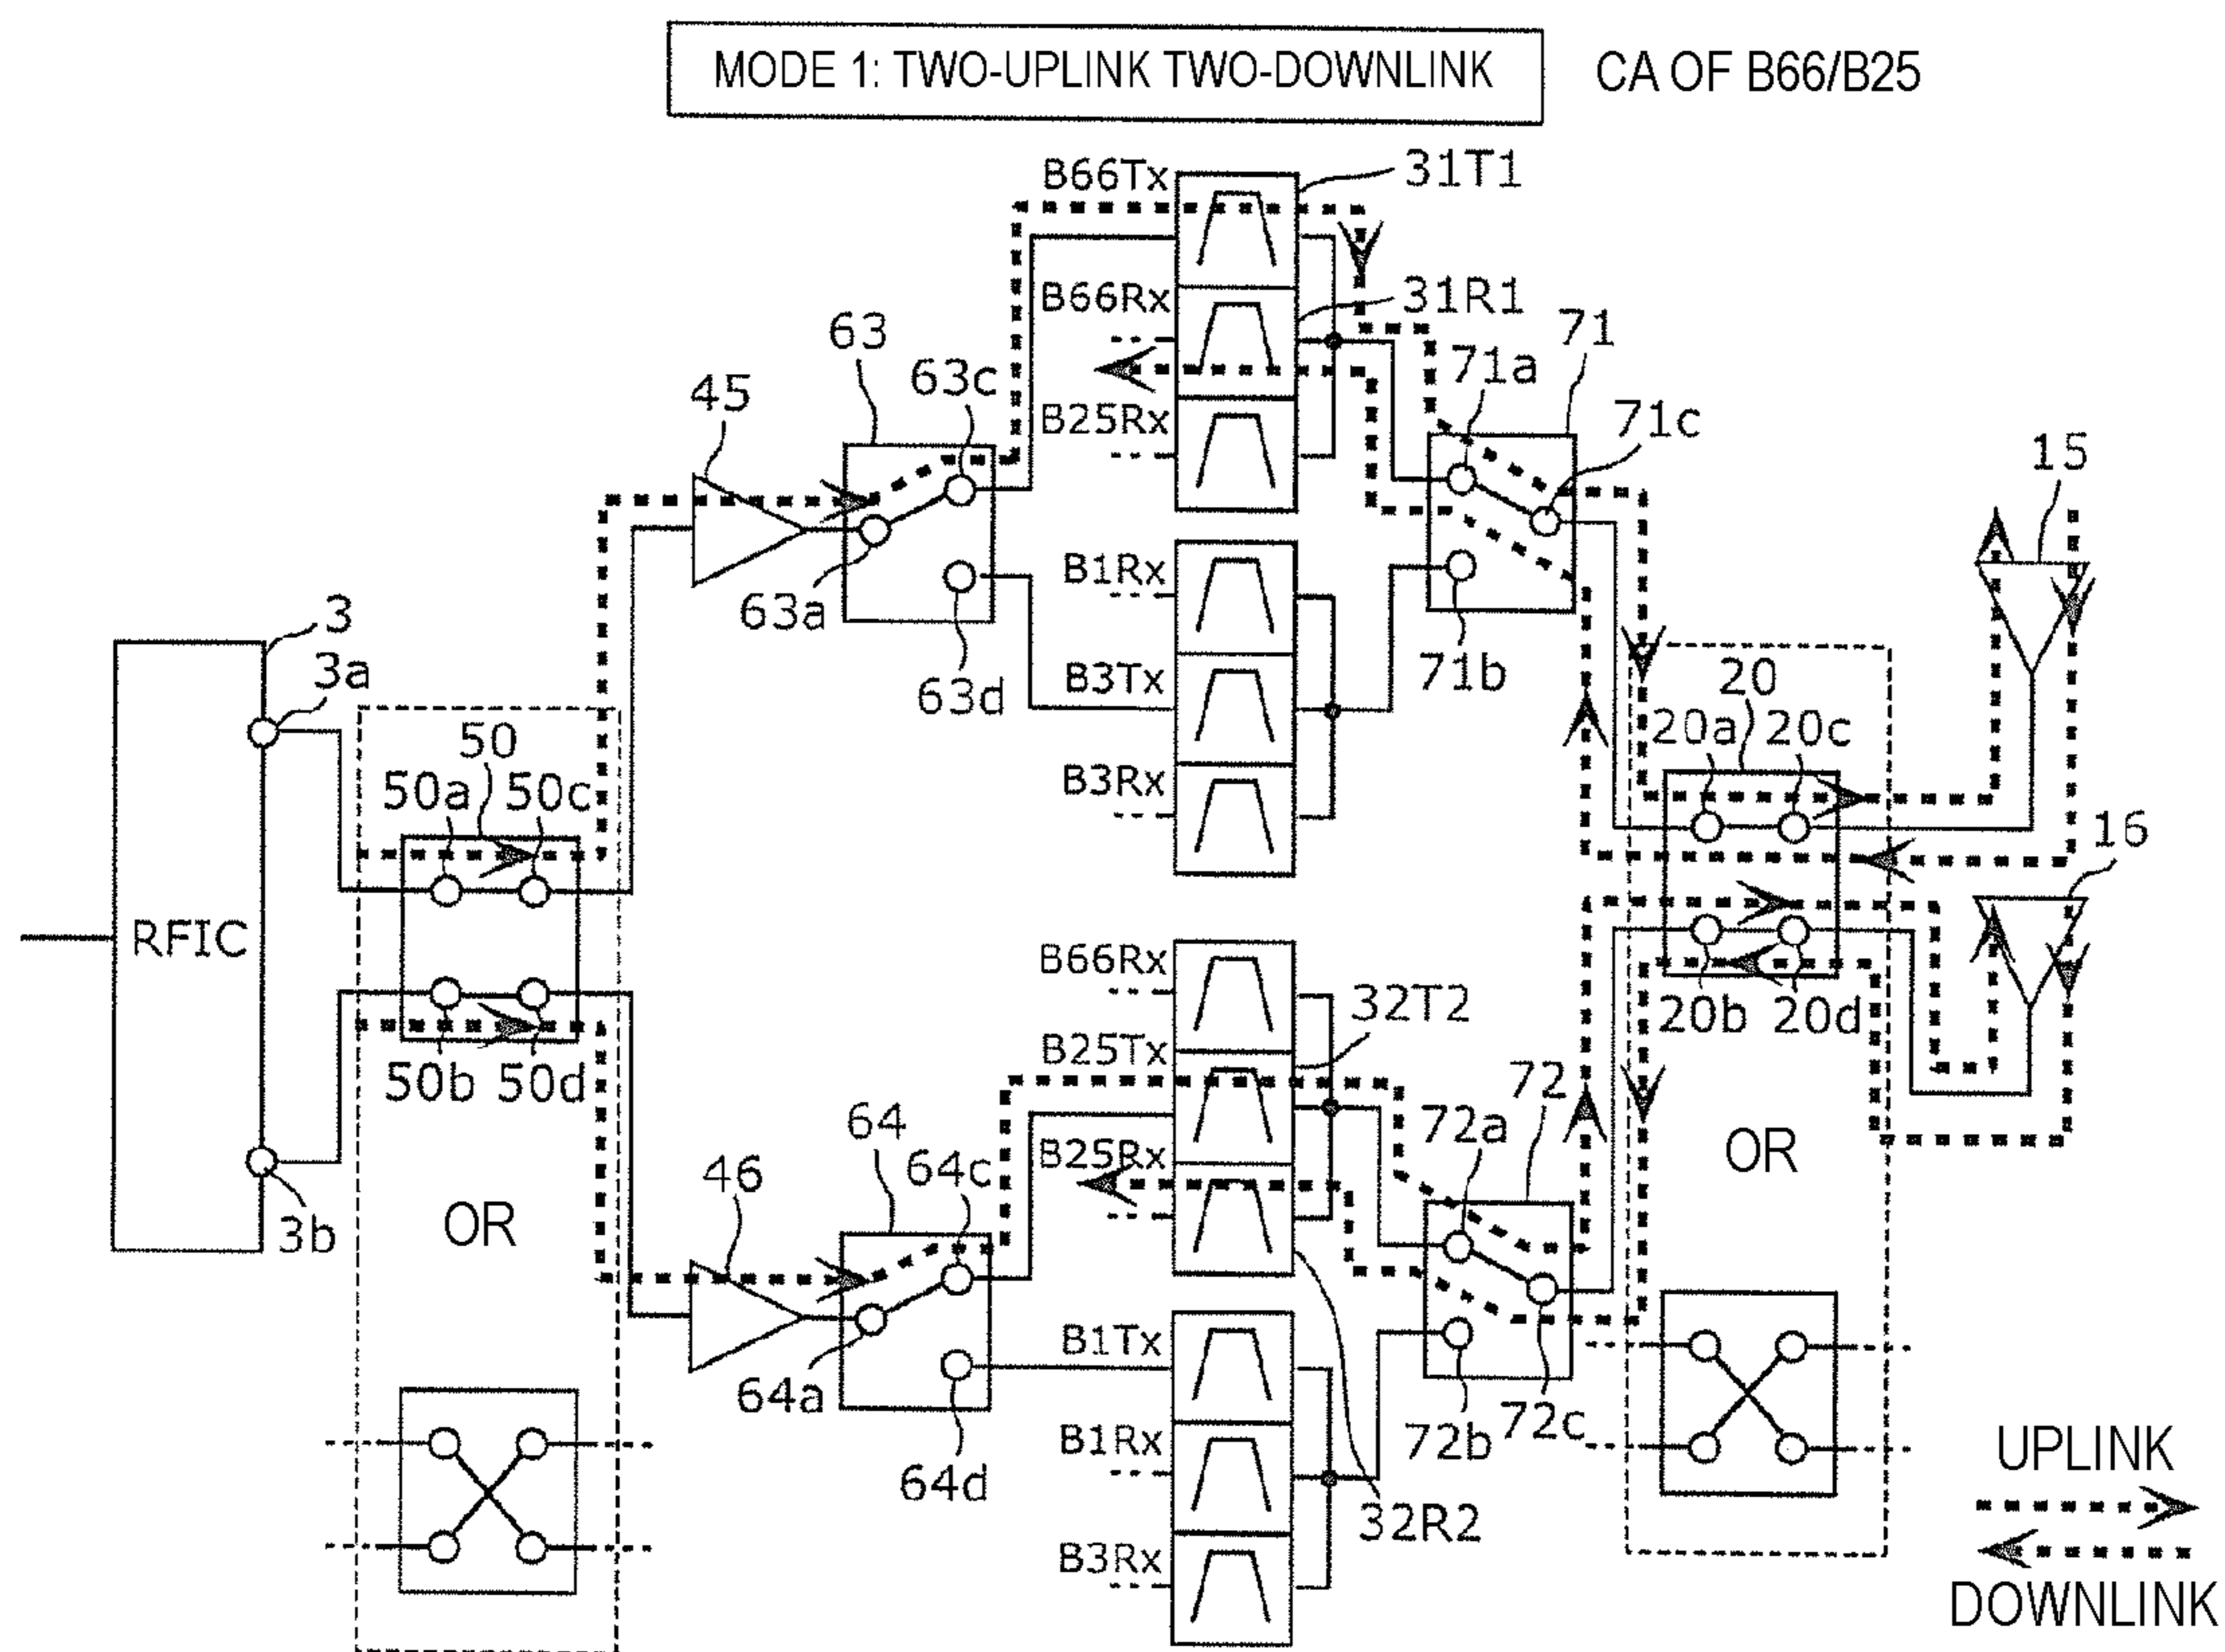 MODE 1: TWO-UPLINK TWO-DOWNLINK CA OF B66/B25
B66Tx 31T1
B66Rx 31R1
63 71
63c 71a
45 B25Rx 71c
15
B1Rx
63a
3
3a 63d B3Tx 71b 20
20a 20c
50
50a 50c B3Rx
16
RFIC
B66Rx
32T2
20b 20d
B25Tx
50b 50d
64 72a 72
46 64c B25Rx OR
3b OR
B1Tx
64a
72b 72c
B1Rx UPLINK
64d
32R2
B3Rx
DOWNLINK